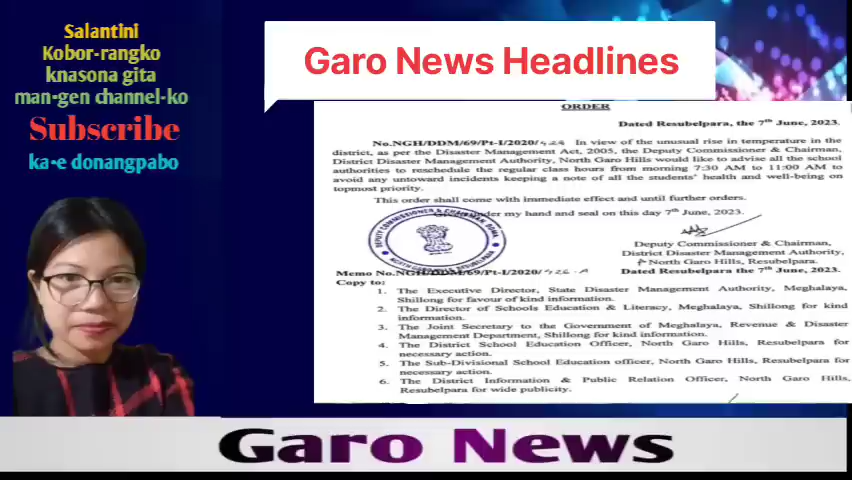 Salantini
Kobor-rangko
knasona gita
man-gen channel-ko
Subscribe
ka-e donangpabo
Garo News Headlines
ORDER
Dated Resubelpara, the 7th June, 2023.
No.NGH/DDM/69/Pt-I/2020/424 In view of the unusual rise in temperature in the
district, as per the Disaster Management Act, 2005, the Deputy Commissioner & Chairman,
District Disaster Management Authority, North Garo Hills would like to advise all the school
authorities to reschedule the regular class hours from morning 7:30 AM to 11:00 AM to
avoid any untoward incidents keeping a note of all the students' health and well-being on
topmost priority.
This order shall come with immediate effect and until further orders.
under my hand and seal on this day 7th June, 2023.
DEPUTY COMMISSIONER & CHAIRMAN DDMA
NORTH GARO HILLS, RESUBELPARA
Deputy Commissioner & Chairman,
District Disaster Management Authority,
North Garo Hills, Resubelpara.
Memo No.NGH/DDM/69/Pt-I/2020/426-A Dated Resubelpara the 7th June, 2023.
Copy to:
1. The Executive Director, State Disaster Management Authority, Meghalaya,
Shillong for favour of kind information.
2. The Director of Schools Education & Literacy, Meghalaya, Shillong for kind
information.
3. The Joint Secretary to the Government of Meghalaya, Revenue & Disaster
Management Department, Shillong for kind information.
4. The District School Education Officer, North Garo Hills, Resubelpara for
necessary action.
5. The Sub-Divisional School Education officer, North Garo Hills, Resubelpara for
necessary action.
6. The District Information & Public Relation Officer, North Garo Hills,
Resubelpara for wide publicity.
Garo News